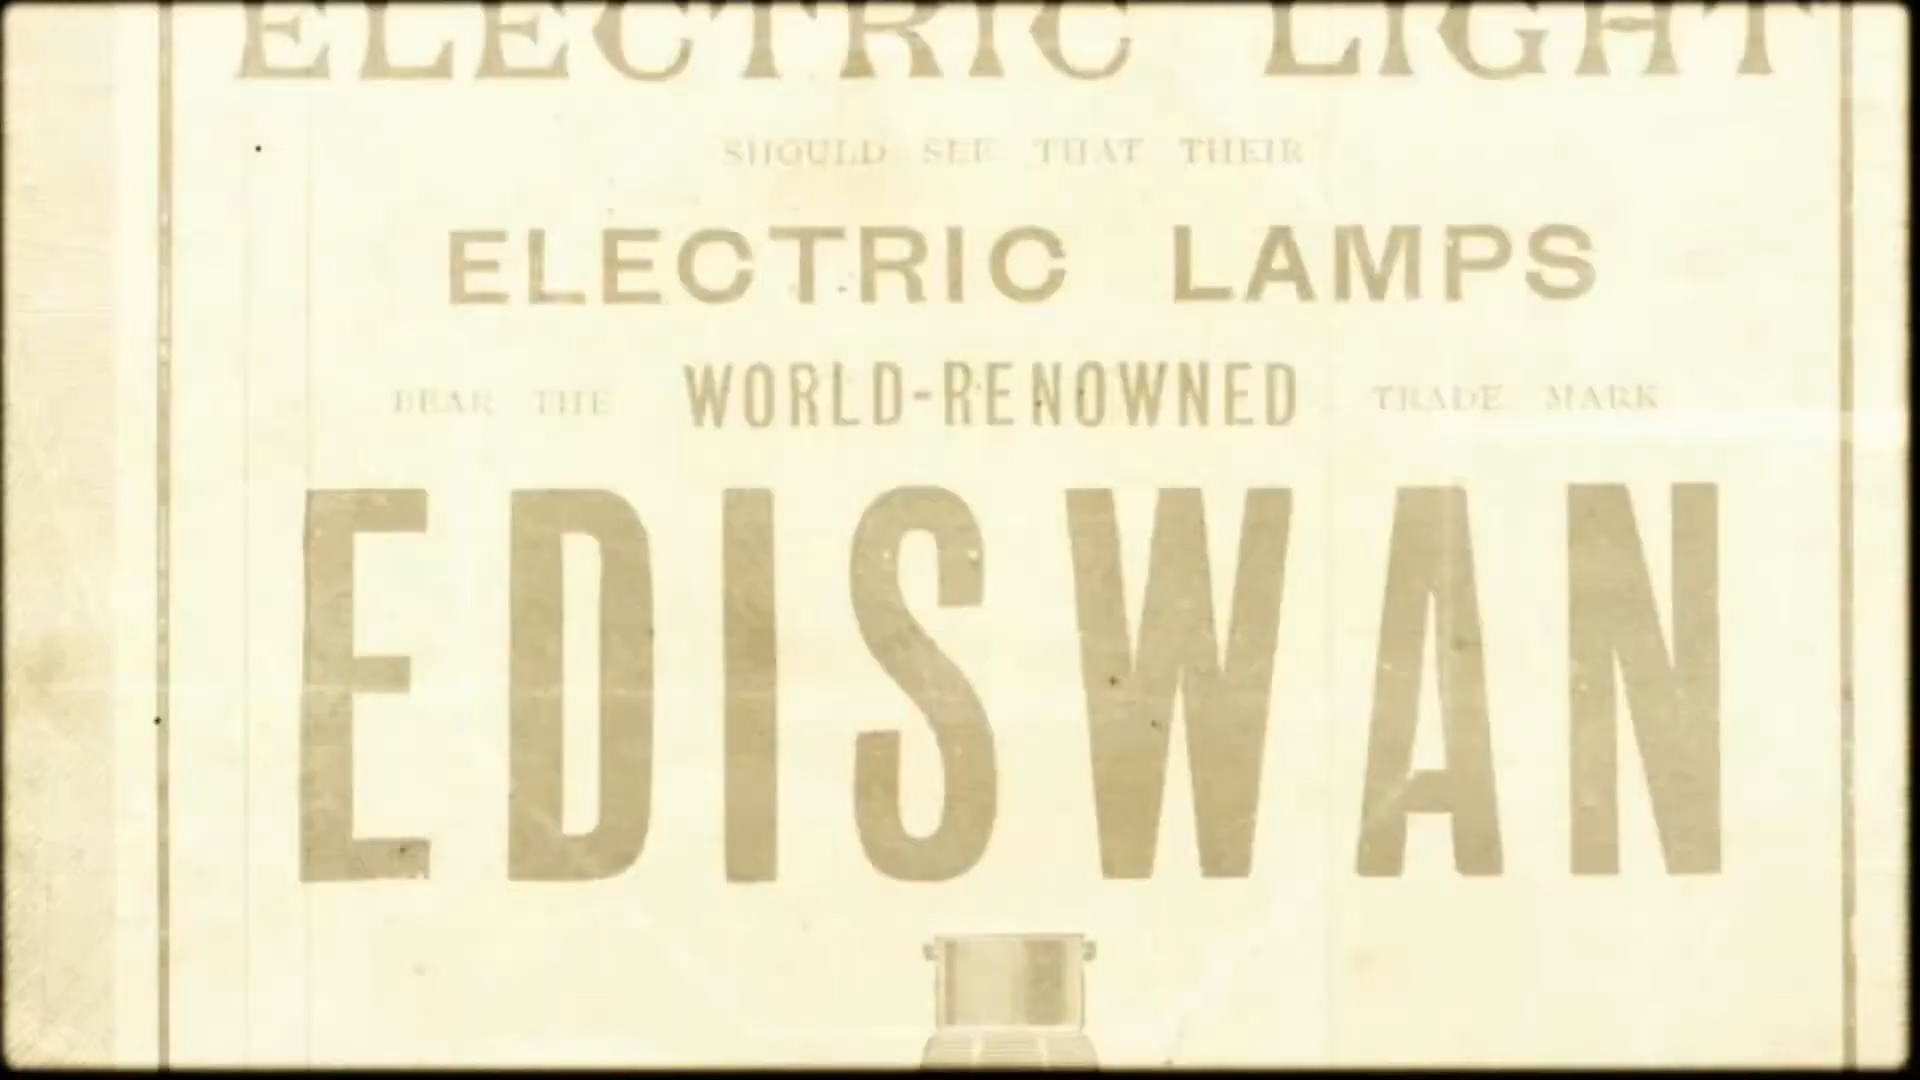 ELECTRIC LIGHT
SHOULD SEE THAT THEIR
ELECTRIC LAMPS
BEAR THE WORLD-RENOWNED TRADE MARK
EDISWAN